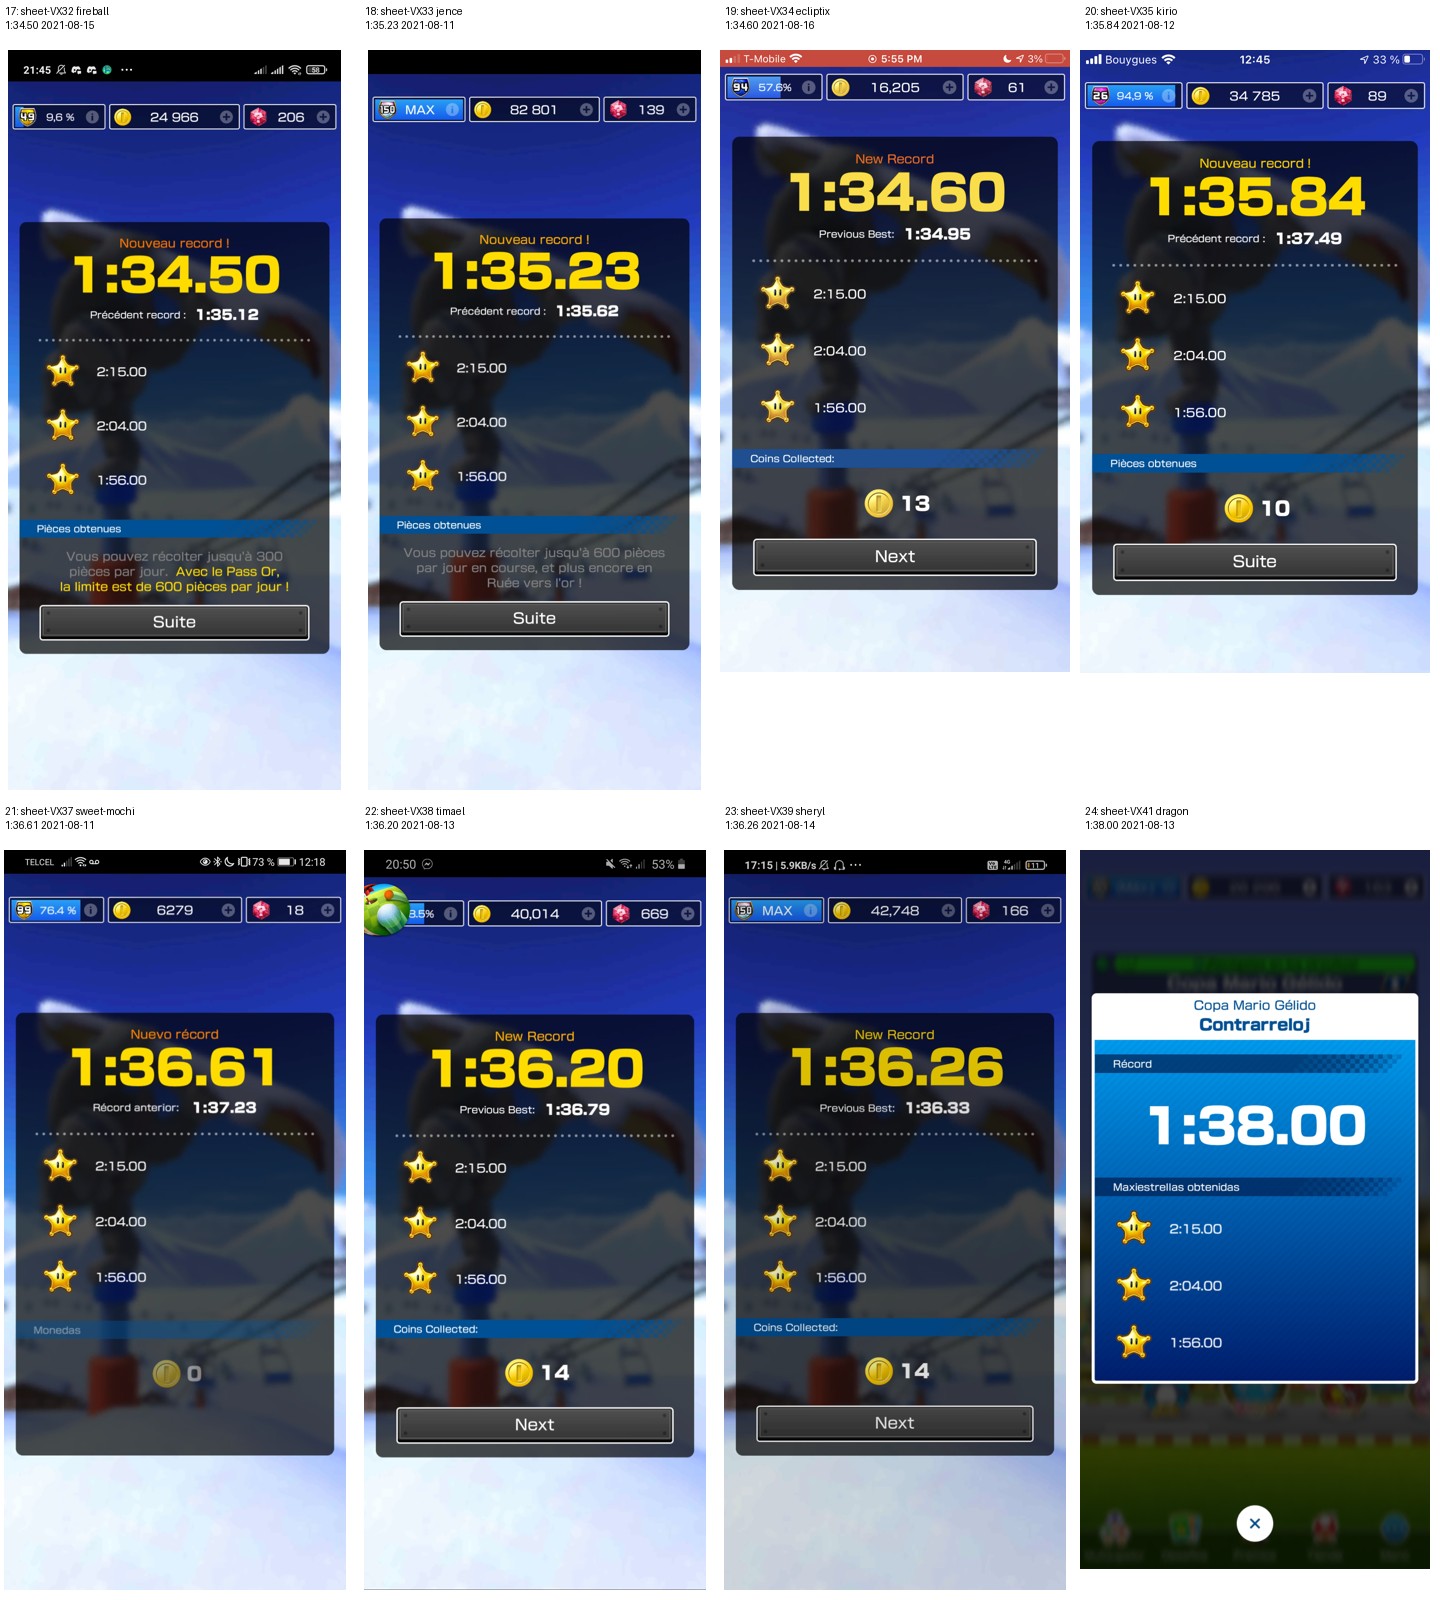 17: sheet-VX32 fireball
1:34.50 2021-08-15
21:45
58
49
9,6 %
24 966
206
Nouveau record !
1:34.50
Précédent record : 1:35.12
2:15.00
2:04.00
1:56.00
Pièces obtenues
Vous pouvez récolter jusqu'à 300
pièces par jour. Avec le Pass Or,
la limite est de 600 pièces par jour !
Suite
18: sheet-VX33 jence
1:35.23 2021-08-11
150
MAX
82 801
139
Nouveau record !
1:35.23
Précédent record : 1:35.62
2:15.00
2:04.00
1:56.00
Pièces obtenues
Vous pouvez récolter jusqu'à 600 pièces
par jour en course, et plus encore en
Ruée vers l'or !
Suite
19: sheet-VX34 ecliptix
1:34.60 2021-08-16
T-Mobile
5:55 PM
3%
94
57.6%
16,205
61
New Record
1:34.60
Previous Best: 1:34.95
2:15.00
2:04.00
1:56.00
Coins Collected:
13
Next
20: sheet-VX35 kirio
1:35.84 2021-08-12
Bouygues
12:45
33 %
26
94,9 %
34 785
89
Nouveau record !
1:35.84
Précédent record : 1:37.49
2:15.00
2:04.00
1:56.00
Pièces obtenues
10
Suite
21: sheet-VX37 sweet-mochi
1:36.61 2021-08-11
TELCEL
73 %
12:18
99
76.4 %
6279
18
Nuevo récord
1:36.61
Récord anterior: 1:37.23
2:15.00
2:04.00
1:56.00
Monedas
0
22: sheet-VX38 timael
1:36.20 2021-08-13
20:50
53%
8.5%
40,014
669
New Record
1:36.20
Previous Best: 1:36.79
2:15.00
2:04.00
1:56.00
Coins Collected:
14
Next
23: sheet-VX39 sheryl
1:36.26 2021-08-14
17:15 | 5.9KB/s
4G
11
150
MAX
42,748
166
New Record
1:36.26
Previous Best: 1:36.33
2:15.00
2:04.00
1:56.00
Coins Collected:
14
Next
24: sheet-VX41 dragon
1:38.00 2021-08-13
Copa Mario Gélido
Copa Mario Gélido
Contrarreloj
Récord
1:38.00
Maxiestrellas obtenidas
2:15.00
2:04.00
1:56.00